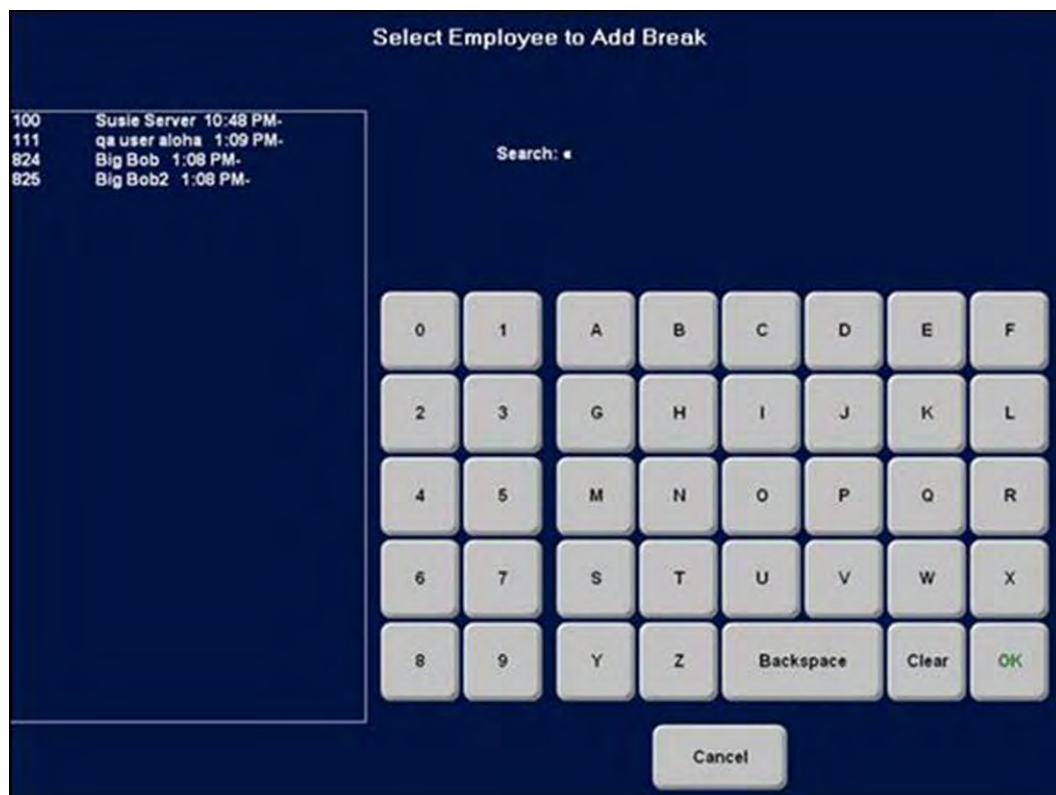 Select Employee to Add Break
100 Susie Server 10:48 PM-
111 qa user aloha 1:09 PM-
824 Big Bob 1:08 PM-
825 Big Bob2 1:08 PM-
Search:
0 1 A B C D E F
2 3 G H I J K L
4 5 M N O P Q R
6 7 S T U V W X
8 9 Y Z Backspace Clear OK
Cancel